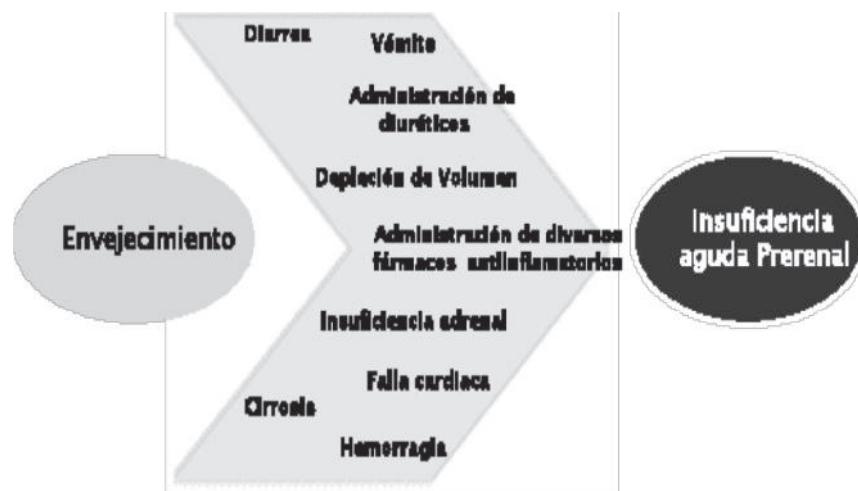 Diarrea
Vómito
Administración de
diuréticos
Depleción de Volumen
Envejecimiento
Administración de diversos
fármacos antiinflamatorios
Insuficiencia
aguda Prerenal
Insuficiencia adrenal
Falla cardiaca
Cirrosis
Hemorragia